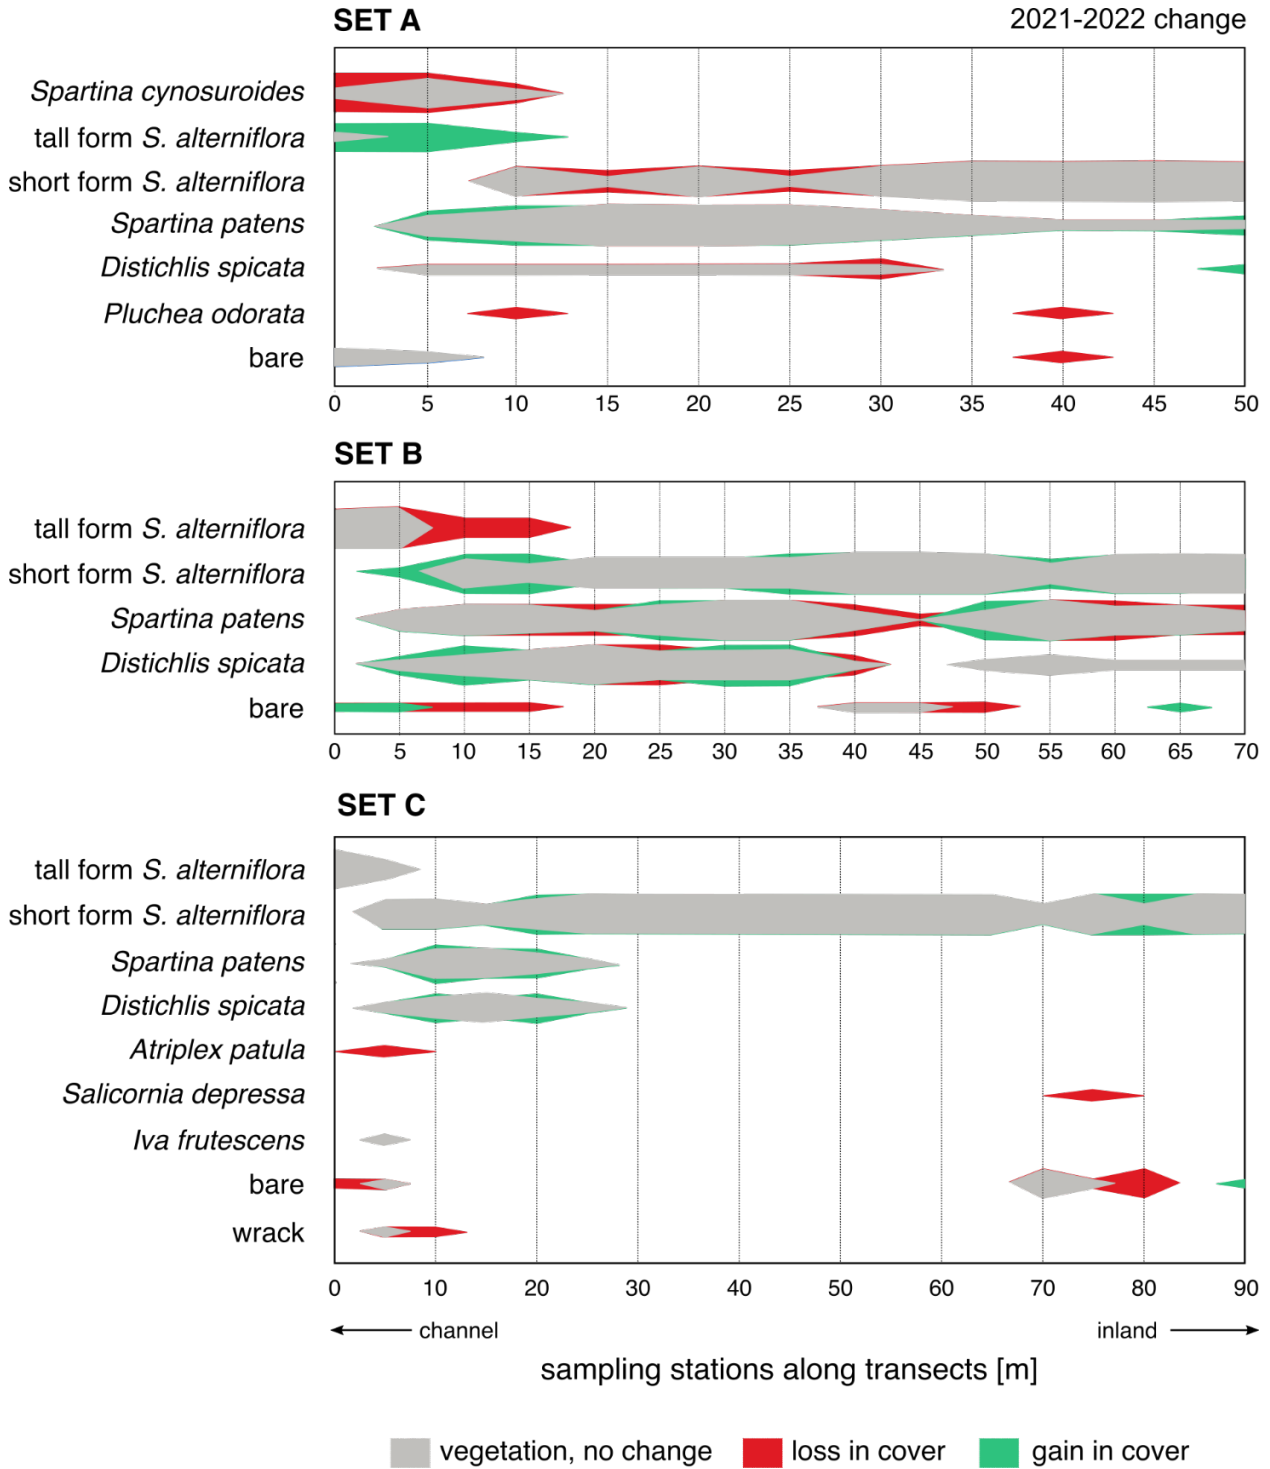 SET A 2021-2022 change
Spartina cynosuroides
tall form S. alterniflora
short form S. alterniflora
Spartina patens
Distichlis spicata
Pluchea odorata
bare
0 5 10 15 20 25 30 35 40 45 50
SET B
tall form S. alterniflora
short form S. alterniflora
Spartina patens
Distichlis spicata
bare
0 5 10 15 20 25 30 35 40 45 50 55 60 65 70
SET C
tall form S. alterniflora
short form S. alterniflora
Spartina patens
Distichlis spicata
Atriplex patula
Salicornia depressa
Iva frutescens
bare
wrack
0 10 20 30 40 50 60 70 80 90
channel inland
sampling stations along transects [m]
vegetation, no change loss in cover gain in cover